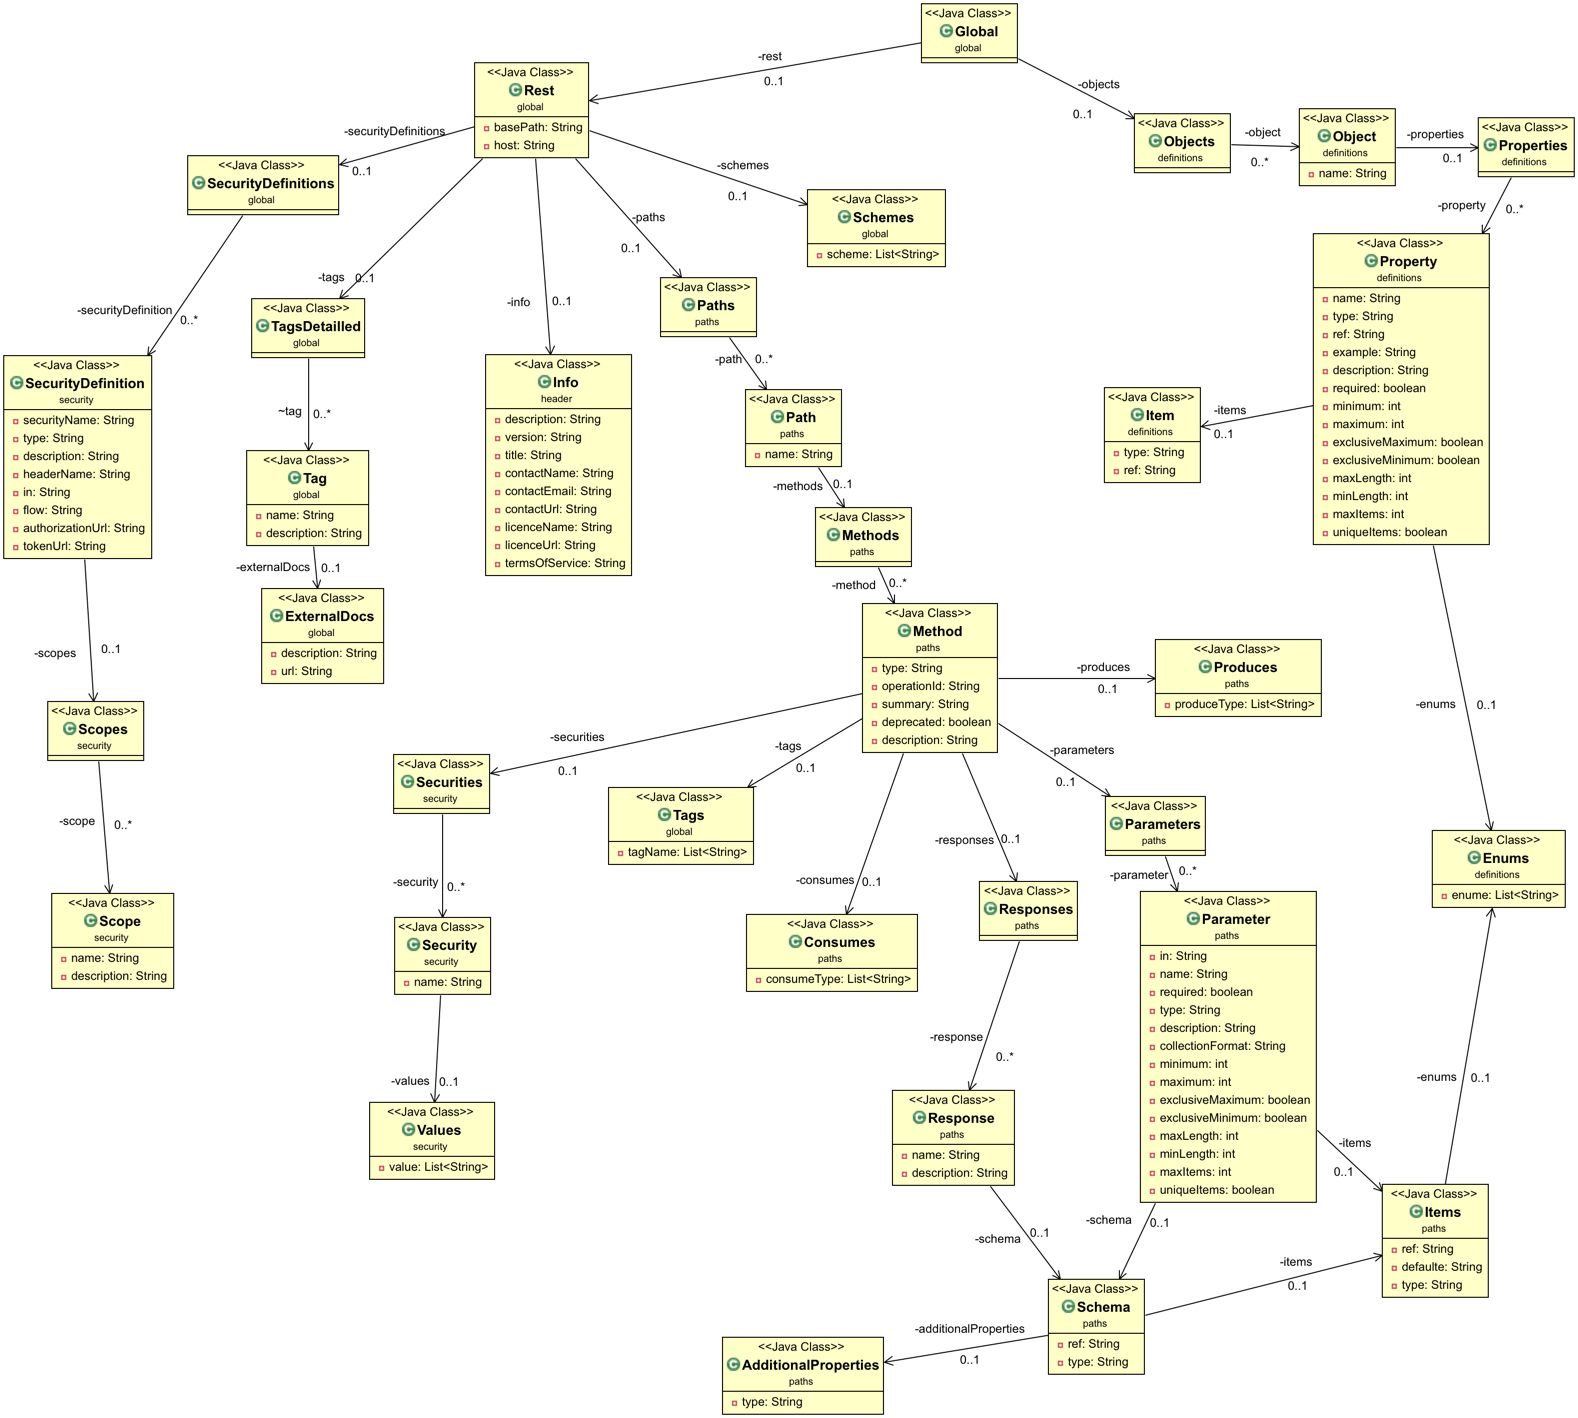 <<Java Class>>
Global
global
-rest
0..1
-objects
0..1
<<Java Class>>
Rest
global
basePath: String
host: String
<<Java Class>>
Objects
definitions
-object
0..*
<<Java Class>>
Object
definitions
name: String
-properties
0..1
<<Java Class>>
Properties
definitions
-securityDefinitions
0..1
<<Java Class>>
SecurityDefinitions
global
-schemes
0..1
<<Java Class>>
Schemes
global
scheme: List<String>
-paths
0..1
-property
0..*
<<Java Class>>
Property
definitions
name: String
type: String
ref: String
example: String
description: String
required: boolean
minimum: int
maximum: int
exclusiveMaximum: boolean
exclusiveMinimum: boolean
maxLength: int
minLength: int
maxItems: int
uniqueItems: boolean
-tags
0..1
-info
0..1
<<Java Class>>
Paths
paths
-securityDefinition
0..*
<<Java Class>>
TagsDetailled
global
<<Java Class>>
SecurityDefinition
security
securityName: String
type: String
description: String
headerName: String
in: String
flow: String
authorizationUrl: String
tokenUrl: String
<<Java Class>>
Info
header
description: String
version: String
title: String
contactName: String
contactEmail: String
contactUrl: String
licenceName: String
licenceUrl: String
termsOfService: String
-path
0..*
<<Java Class>>
Path
paths
name: String
<<Java Class>>
Item
definitions
type: String
ref: String
-items
0..1
~tag
0..*
<<Java Class>>
Tag
global
name: String
description: String
-methods
0..1
<<Java Class>>
Methods
paths
-externalDocs
0..1
<<Java Class>>
ExternalDocs
global
description: String
url: String
-method
0..*
<<Java Class>>
Method
paths
type: String
operationId: String
summary: String
deprecated: boolean
description: String
-produces
0..1
<<Java Class>>
Produces
paths
produceType: List<String>
-scopes
0..1
<<Java Class>>
Scopes
security
-enums
0..1
-securities
0..1
<<Java Class>>
Securities
security
-tags
0..1
<<Java Class>>
Tags
global
tagName: List<String>
-parameters
0..1
<<Java Class>>
Parameters
paths
-scope
0..*
<<Java Class>>
Scope
security
name: String
description: String
-responses
0..1
<<Java Class>>
Enums
definitions
enume: List<String>
-security
0..*
-consumes
0..1
<<Java Class>>
Responses
paths
-parameter
0..*
<<Java Class>>
Parameter
paths
in: String
name: String
required: boolean
type: String
description: String
collectionFormat: String
minimum: int
maximum: int
exclusiveMaximum: boolean
exclusiveMinimum: boolean
maxLength: int
minLength: int
maxItems: int
uniqueItems: boolean
<<Java Class>>
Security
security
name: String
<<Java Class>>
Consumes
paths
consumeType: List<String>
-response
0..*
-values
0..1
<<Java Class>>
Values
security
value: List<String>
-enums
0..1
<<Java Class>>
Response
paths
name: String
description: String
-items
0..1
<<Java Class>>
Items
paths
ref: String
defaulte: String
type: String
-schema
0..1
-schema
0..1
<<Java Class>>
Schema
paths
ref: String
type: String
-items
0..1
-additionalProperties
0..1
<<Java Class>>
AdditionalProperties
paths
type: String